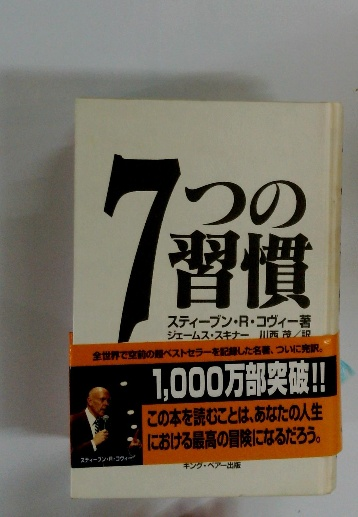 7つの
習慣
スティーブン・R・コヴィー著
ジェームス・スキナー 川西 茂/訳
全世界で空前の超ベストセラーを記録した名著、ついに完訳。
1,000万部突破!!
この本を読むことは、あなたの人生
における最高の冒険になるだろう。
スティーブン・R・コヴィー
キング・ベアー出版